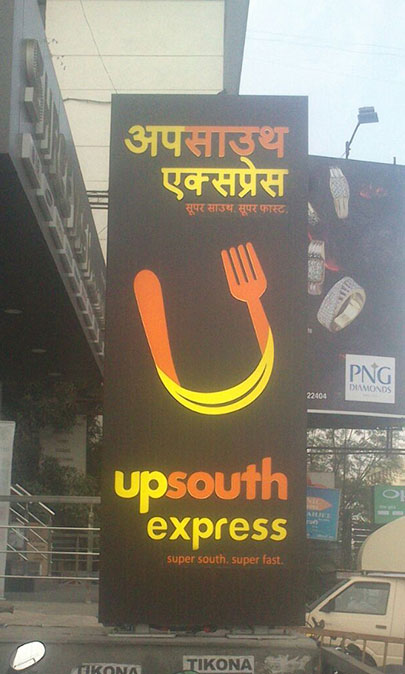 अपसाउथ
एक्सप्रेस
सूपर साउथ. सूपर फास्ट.
upsouth
express
super south. super fast.
PNG
DIAMONDS
22404
TIKONA
TIKONA